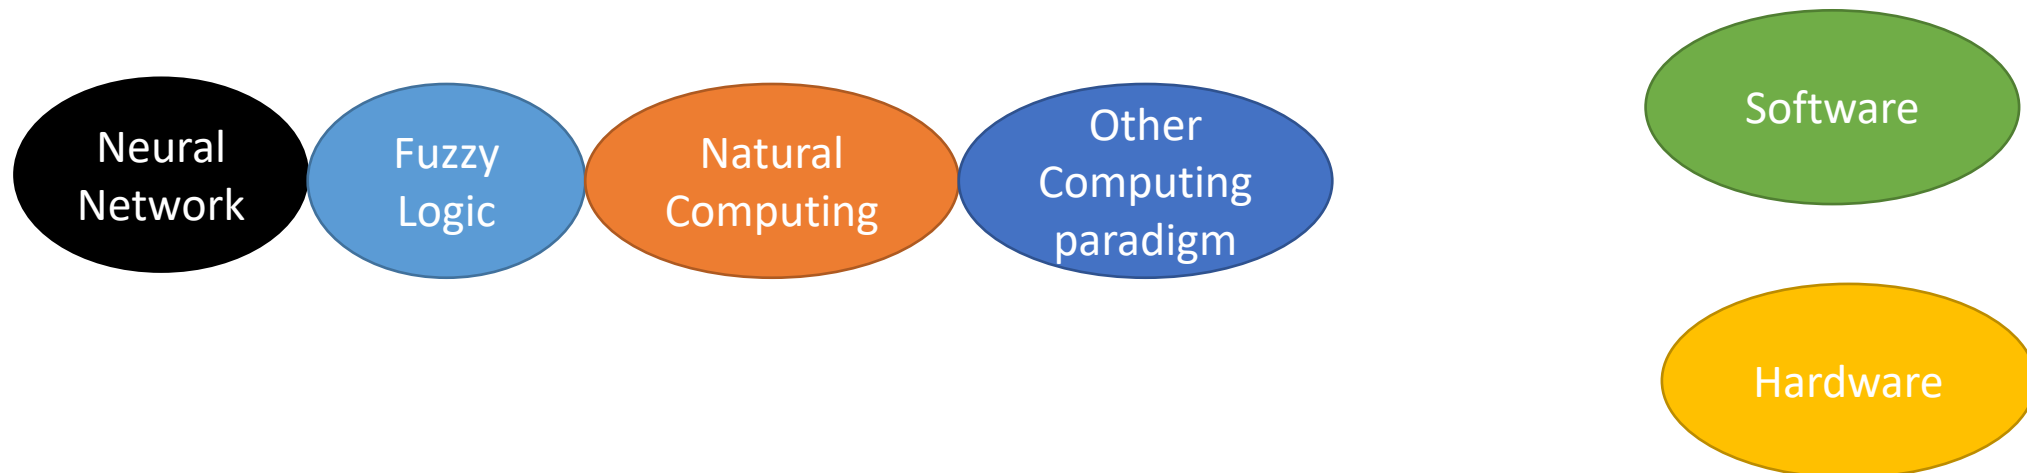 Neural
Network
Fuzzy
Logic
Natural
Computing
Other
Computing
paradigm
Software
Hardware